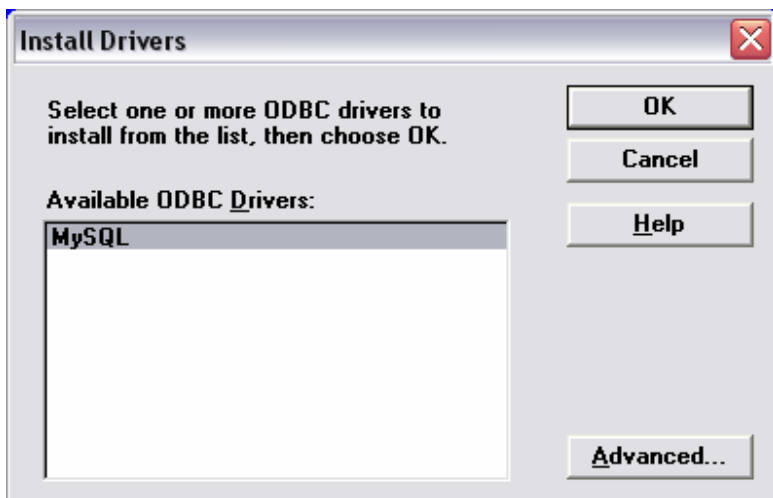 Install Drivers
Select one or more ODBC drivers to
install from the list, then choose OK.
OK
Cancel
Available ODBC Drivers:
Help
MySQL
Advanced...